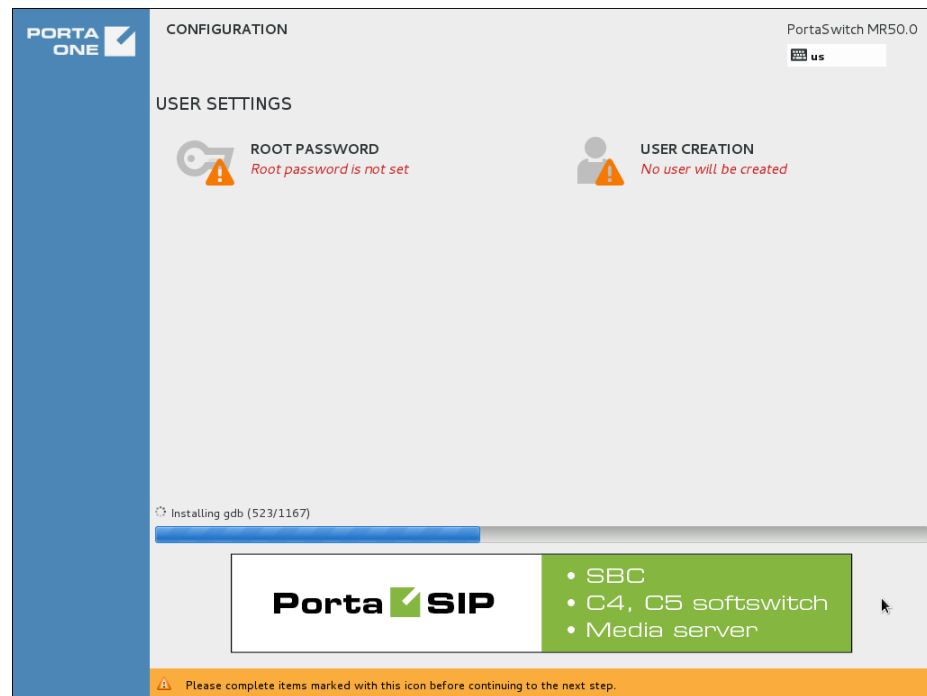 PORTA
ONE
CONFIGURATION
PortaSwitch MR50.0
us
USER SETTINGS
ROOT PASSWORD
Root password is not set
USER CREATION
No user will be created
Installing gdb (523/1167)
Porta SIP
• SBC
• C4, C5 softswitch
• Media server
Please complete items marked with this icon before continuing to the next step.